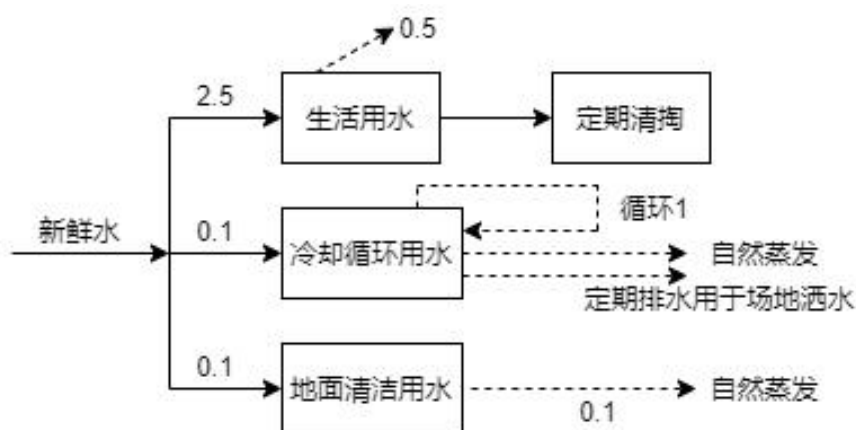 0.5
2.5
生活用水
定期清掏
新鲜水
0.1
冷却循环用水
循环1
自然蒸发
定期排水用于场地洒水
0.1
地面清洁用水
0.1
自然蒸发